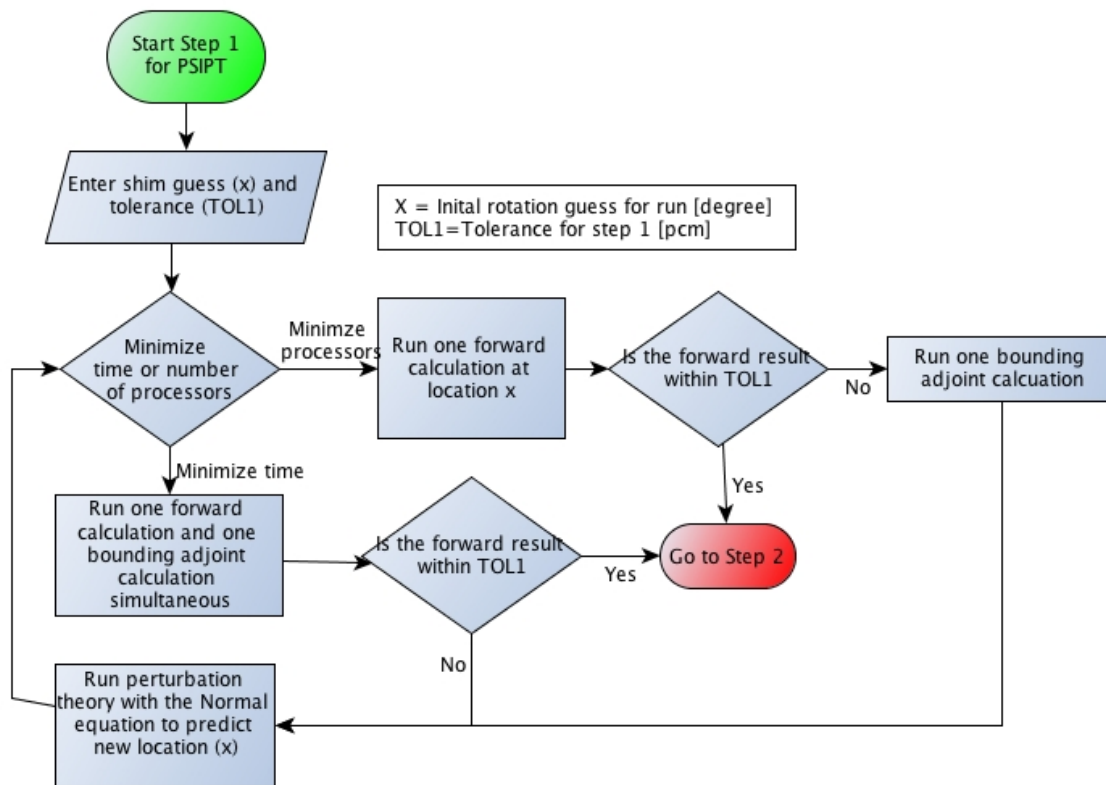 Start Step 1
for PSIPT
Enter shim guess (x) and
tolerance (TOL1)
X = Inital rotation guess for run [degree]
TOL1=Tolerance for step 1 [pcm]
Minimize
time or number
of processors
Minimze
processors
Run one forward
calculation at
location x
Is the forward result
within TOL1
No
Run one bounding
adjoint calcuation
Minimize time
Yes
Run one forward
calculation and one
bounding adjoint
calculation
simultaneous
Is the forward result
within TOL1
Yes
Go to Step 2
No
Run perturbation
theory with the Normal
equation to predict
new location (x)